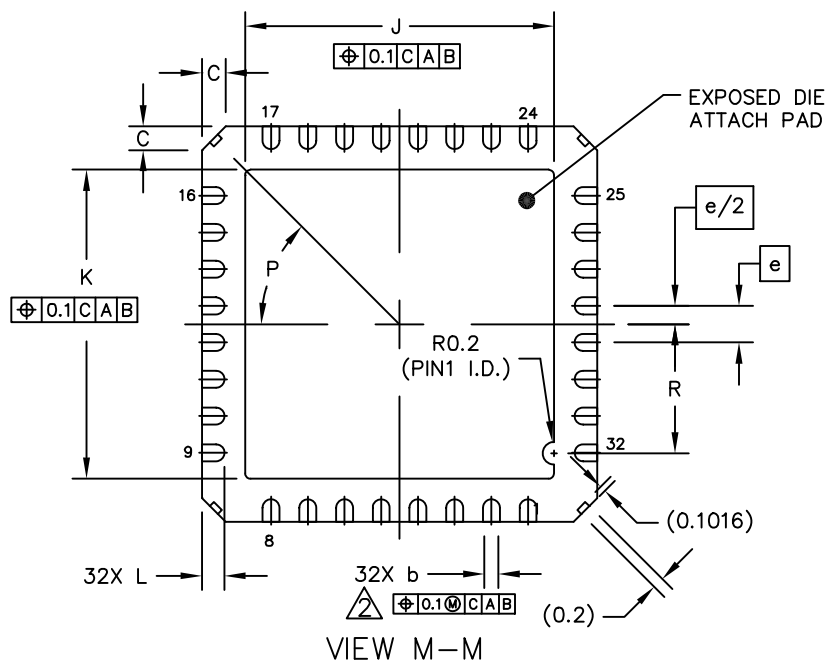 J
⌖ 0.1 C A B
C
17
24
EXPOSED DIE
ATTACH PAD
C
16
25
e/2
K
P
e
⌖ 0.1 C A B
R0.2
(PIN1 I.D.)
R
9
32
1
(0.1016)
8
32X L
32X b
2
⌖ 0.1 Ⓜ C A B
(0.2)
VIEW M-M